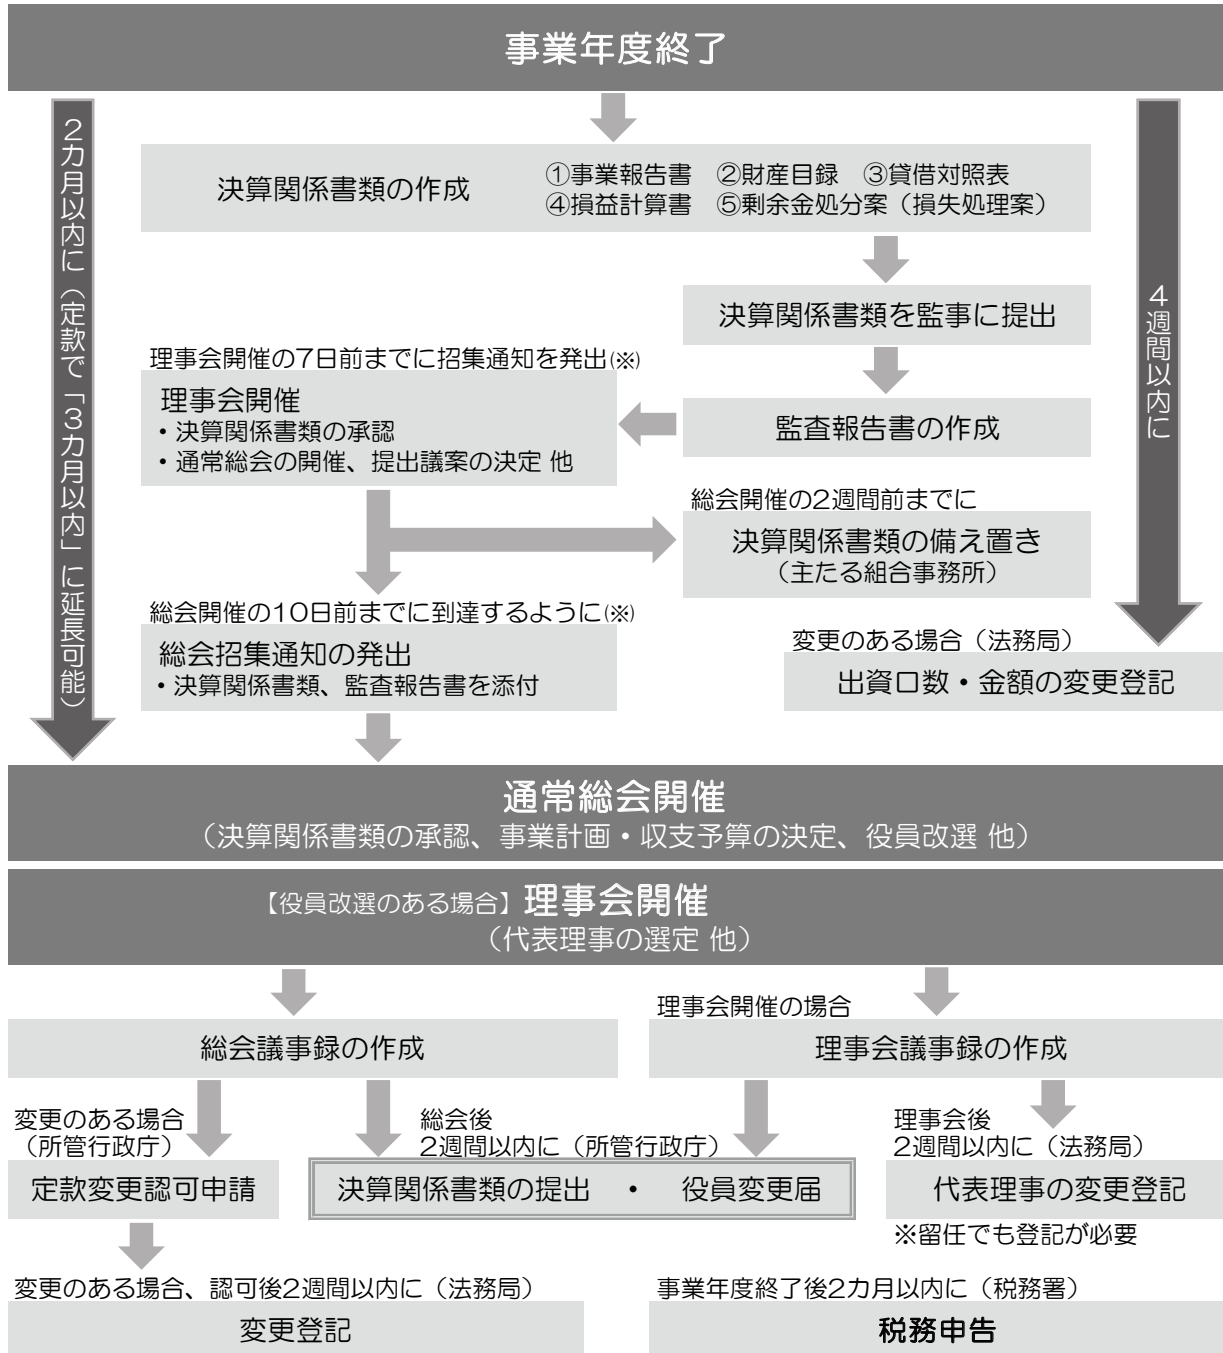 事業年度終了
2カ月以内に（定款で「3カ月以内」に延長可能）
4週間以内に
決算関係書類の作成
①事業報告書　②財産目録　③貸借対照表
④損益計算書　⑤剰余金処分案（損失処理案）
決算関係書類を監事に提出
監査報告書の作成
理事会開催の7日前までに招集通知を発出(※)
理事会開催
・決算関係書類の承認
・通常総会の開催、提出議案の決定 他
総会開催の2週間前までに
決算関係書類の備え置き
（主たる組合事務所）
総会開催の10日前までに到達するように(※)
総会招集通知の発出
・決算関係書類、監査報告書を添付
変更のある場合（法務局）
出資口数・金額の変更登記
通常総会開催
（決算関係書類の承認、事業計画・収支予算の決定、役員改選 他）
【役員改選のある場合】理事会開催
（代表理事の選定 他）
総会議事録の作成
理事会開催の場合
理事会議事録の作成
変更のある場合
（所管行政庁）
定款変更認可申請
総会後
2週間以内に（所管行政庁）
決算関係書類の提出　・　役員変更届
理事会後
2週間以内に（法務局）
代表理事の変更登記
※留任でも登記が必要
変更のある場合、認可後2週間以内に（法務局）
変更登記
事業年度終了後2カ月以内に（税務署）
税務申告